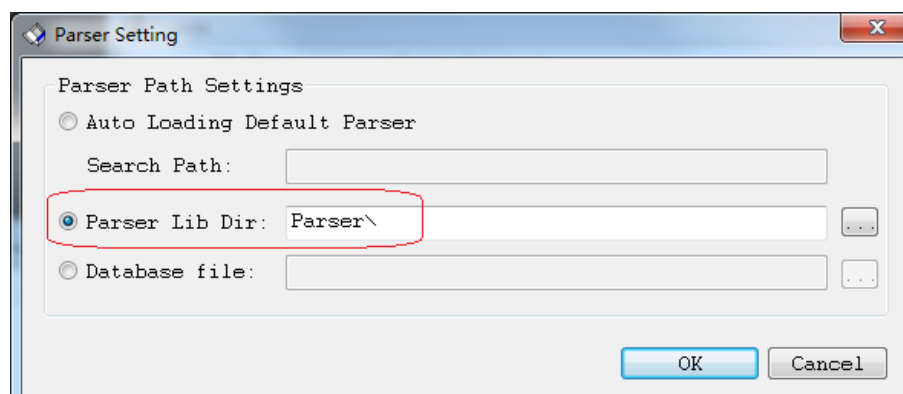 Parser Setting
Parser Path Settings
Auto Loading Default Parser
Search Path:
Parser Lib Dir: Parser\
...
Database file:
...
OK Cancel